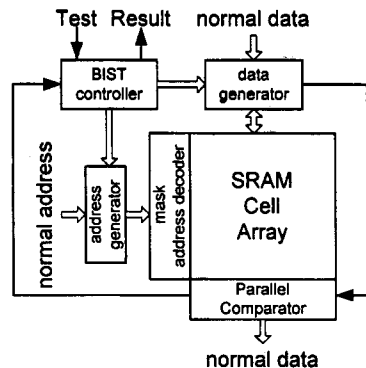 Test Result
normal data
BIST
controller
data
generator
normal address
address
generator
mask
address decoder
SRAM
Cell
Array
Parallel
Comparator
normal data